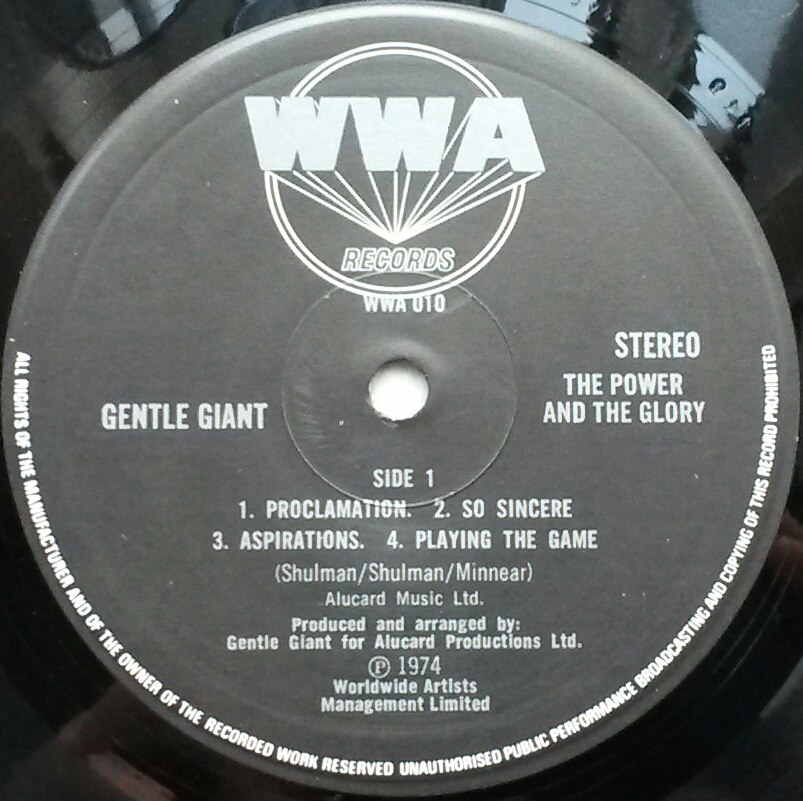 WWA
RECORDS
WWA 010
STEREO
THE POWER
AND THE GLORY
GENTLE GIANT
SIDE 1
1. PROCLAMATION. 2. SO SINCERE
3. ASPIRATIONS. 4. PLAYING THE GAME
(Shulman/Shulman/Minnear)
Alucard Music Ltd.
Produced and arranged by:
Gentle Giant for Alucard Productions Ltd.
Ⓟ 1974
Worldwide Artists
Management Limited
ALL RIGHTS OF THE MANUFACTURER AND OF THE OWNER OF THE RECORDED WORK RESERVED UNAUTHORISED PUBLIC PERFORMANCE BROADCASTING AND COPYING OF THIS RECORD PROHIBITED